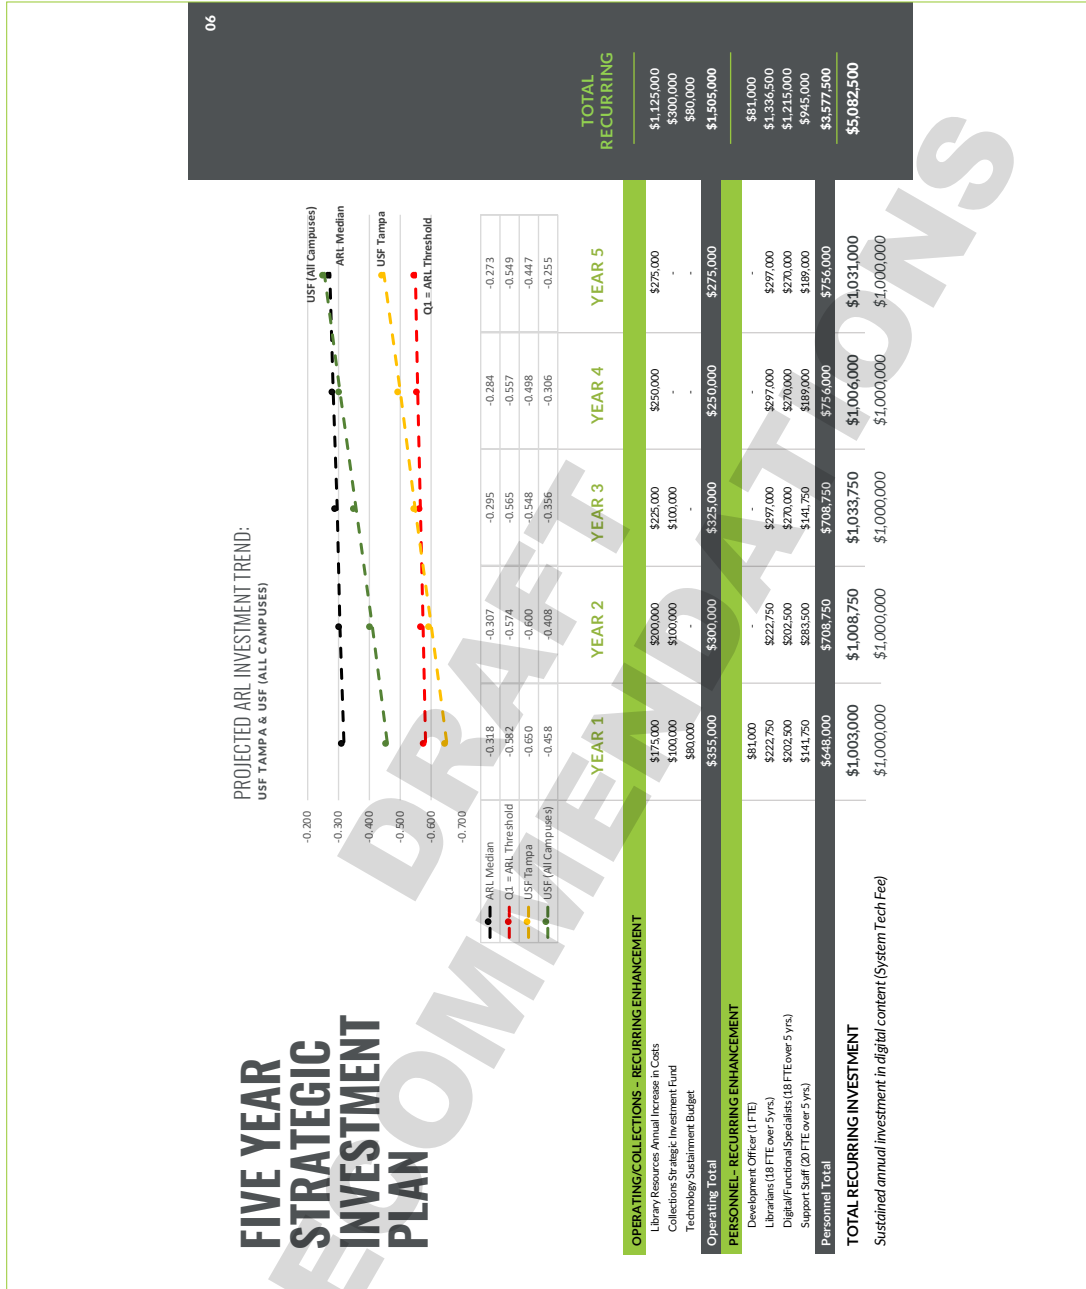 06
FIVE YEAR
STRATEGIC
INVESTMENT
PLAN
PROJECTED ARL INVESTMENT TREND:
USF TAMPA & USF (ALL CAMPUSES)
-0.200
-0.300
-0.400
-0.500
-0.600
-0.700
USF (All Campuses)
ARL Median
USF Tampa
Q1 = ARL Threshold
ARL Median -0.318 -0.307 -0.295 -0.284 -0.273
Q1 = ARL Threshold -0.582 -0.574 -0.565 -0.557 -0.549
USF Tampa -0.650 -0.600 -0.548 -0.498 -0.447
USF (All Campuses) -0.458 -0.408 -0.356 -0.306 -0.255
YEAR 1 YEAR 2 YEAR 3 YEAR 4 YEAR 5 TOTAL
RECURRING
OPERATING/COLLECTIONS – RECURRING ENHANCEMENT
Library Resources Annual Increase in Costs $175,000 $200,000 $225,000 $250,000 $275,000 $1,125,000
Collections Strategic Investment Fund $100,000 $100,000 $100,000 - - $300,000
Technology Sustainment Budget $80,000 - - - - $80,000
Operating Total $355,000 $300,000 $325,000 $250,000 $275,000 $1,505,000
PERSONNEL– RECURRING ENHANCEMENT
Development Officer (1 FTE) $81,000 - - - - $81,000
Librarians (18 FTE over 5 yrs.) $222,750 $222,750 $297,000 $297,000 $297,000 $1,336,500
Digital/Functional Specialists (18 FTE over 5 yrs.) $202,500 $202,500 $270,000 $270,000 $270,000 $1,215,000
Support Staff (20 FTE over 5 yrs.) $141,750 $283,500 $141,750 $189,000 $189,000 $945,000
Personnel Total $648,000 $708,750 $708,750 $756,000 $756,000 $3,577,500
TOTAL RECURRING INVESTMENT $1,003,000 $1,008,750 $1,033,750 $1,006,000 $1,031,000 $5,082,500
Sustained annual investment in digital content (System Tech Fee) $1,000,000 $1,000,000 $1,000,000 $1,000,000 $1,000,000
DRAFT
ECOMMENDATIONS